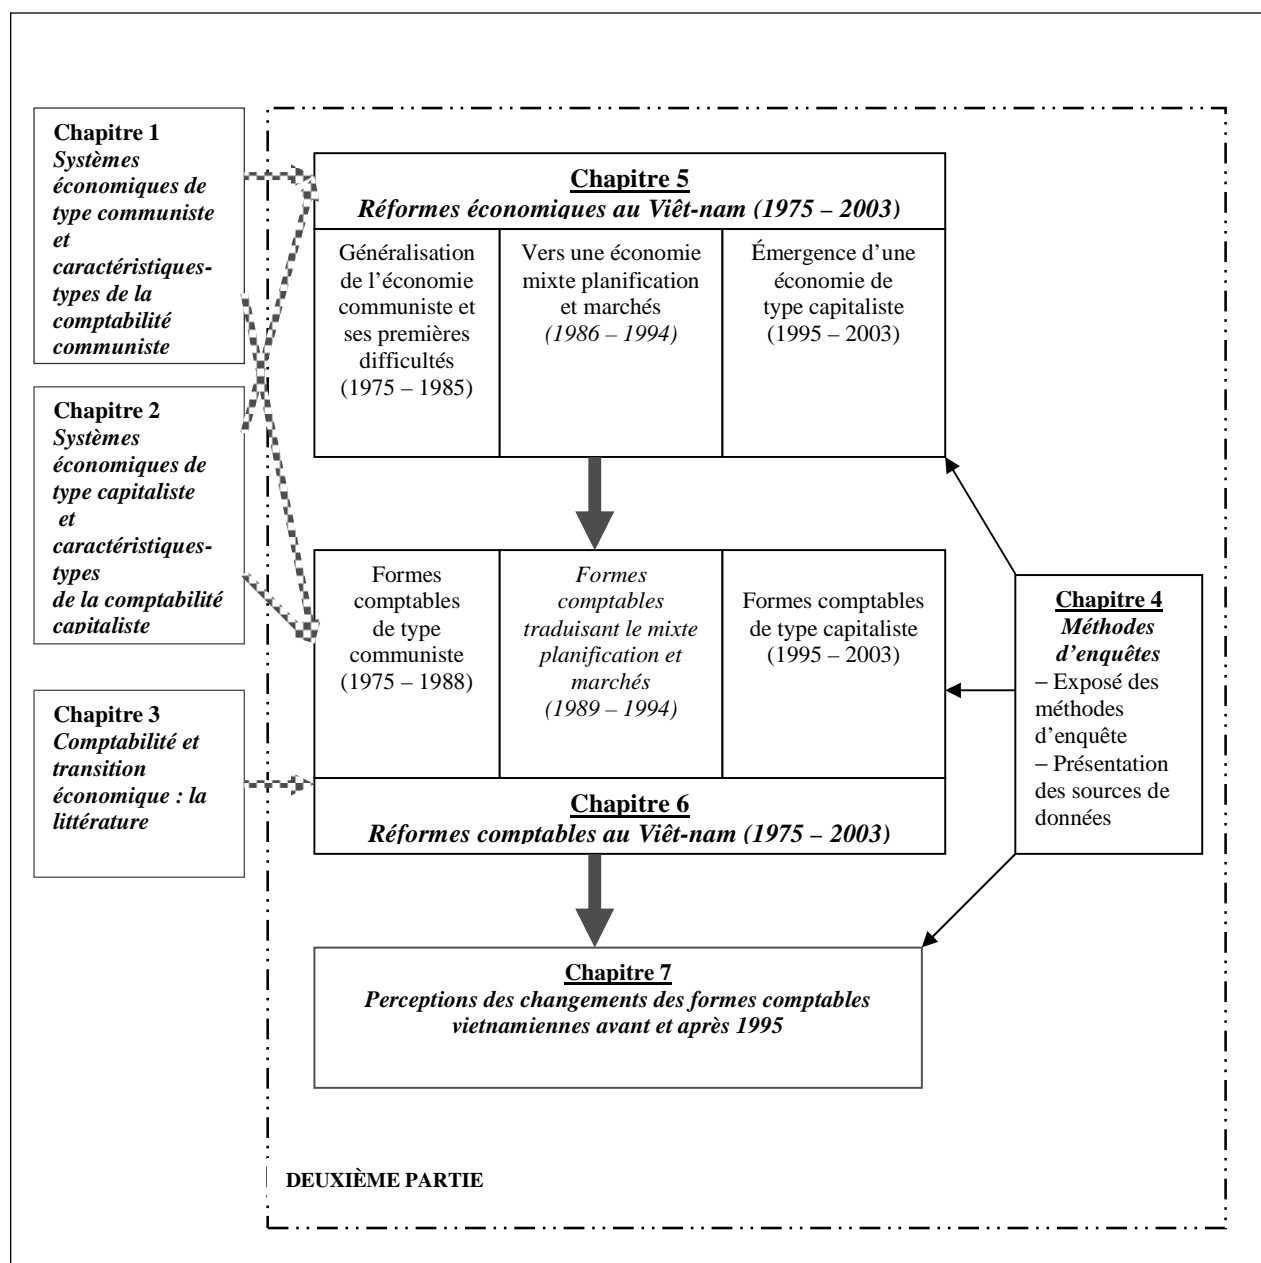 Chapitre 1
Systèmes
économiques de
type communiste
et
caractéristiques-
types de la
comptabilité
communiste
Chapitre 2
Systèmes
économiques de
type capitaliste
et
caractéristiques-
types
de la comptabilité
capitaliste
Chapitre 3
Comptabilité et
transition
économique : la
littérature
Chapitre 5
Réformes économiques au Viêt-nam (1975 – 2003)
Généralisation
de l’économie
communiste et
ses premières
difficultés
(1975 – 1985)
Vers une économie
mixte planification
et marchés
(1986 – 1994)
Émergence d’une
économie de
type capitaliste
(1995 – 2003)
Formes
comptables
de type
communiste
(1975 – 1988)
Formes
comptables
traduisant le mixte
planification et
marchés
(1989 – 1994)
Formes comptables
de type capitaliste
(1995 – 2003)
Chapitre 6
Réformes comptables au Viêt-nam (1975 – 2003)
Chapitre 4
Méthodes
d’enquêtes
– Exposé des
méthodes
d’enquête
– Présentation
des sources de
données
Chapitre 7
Perceptions des changements des formes comptables
vietnamiennes avant et après 1995
DEUXIÈME PARTIE